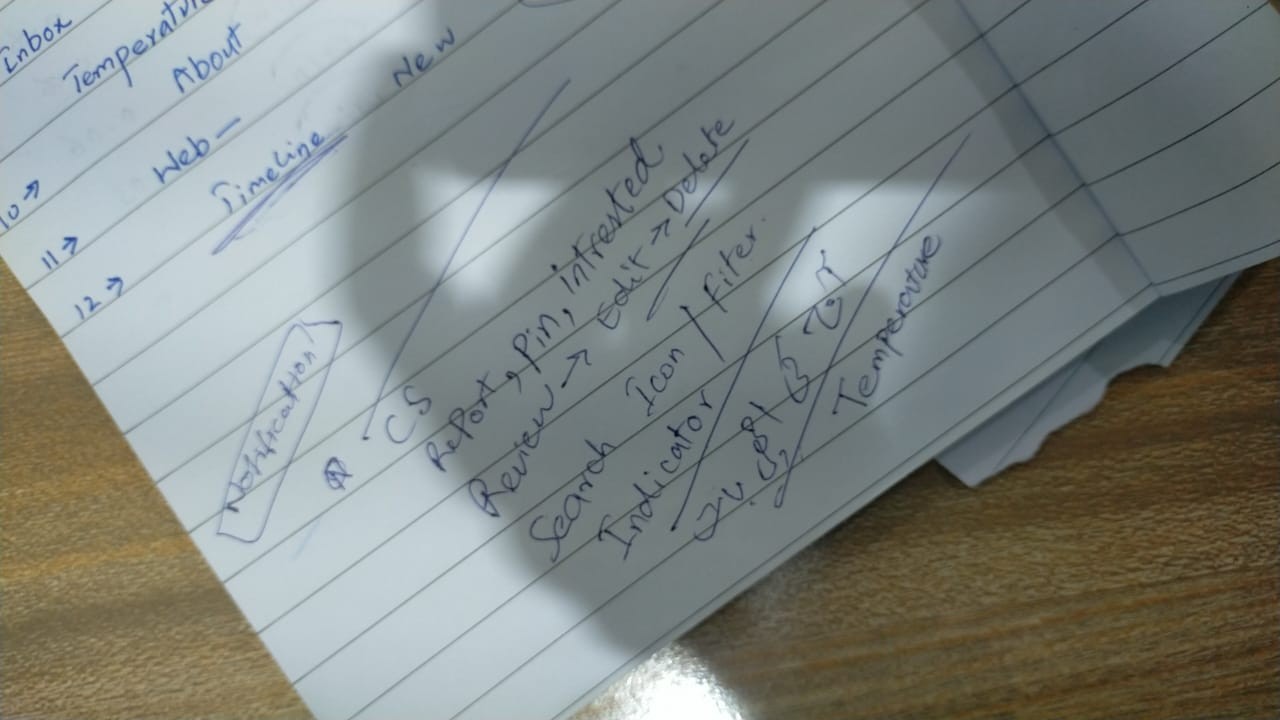 Inbox
Temperature
About
10→ Web – New
11→ Timeline
12→
Notification
CS
Report, Pin, intrested
Review → Edit → Delete
Search Icon / Filter.
Indicator
Temperature